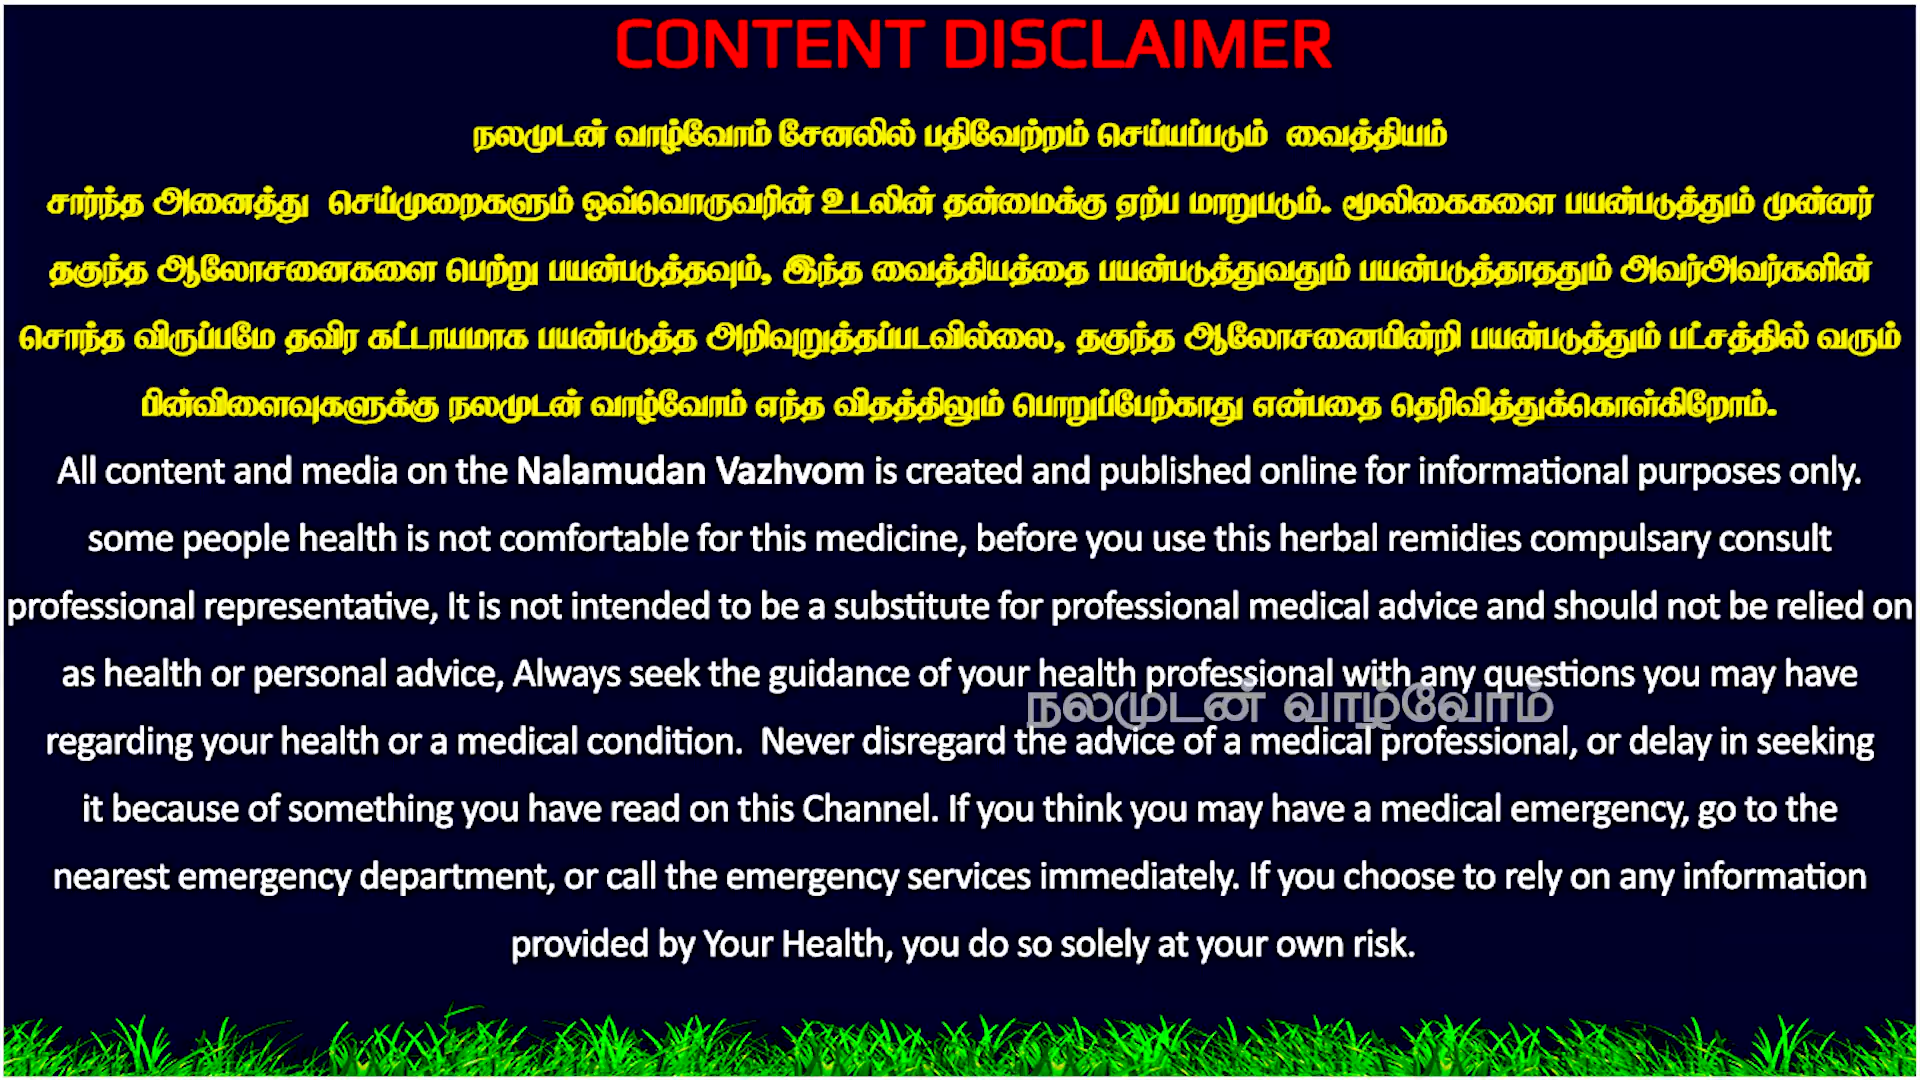 CONTENT DISCLAIMER
நலமுடன் வாழ்வோம் சேனலில் பதிவேற்றம் செய்யப்படும் வைத்தியம்
சார்ந்த அனைத்து செய்முறைகளும் ஒவ்வொருவரின் உடலின் தன்மைக்கு ஏற்ப மாறுபடும். மூலிகைகளை பயன்படுத்தும் முன்னர்
தகுந்த ஆலோசனைகளை பெற்று பயன்படுத்தவும், இந்த வைத்தியத்தை பயன்படுத்துவதும் பயன்படுத்தாததும் அவர்அவர்களின்
சொந்த விருப்பமே தவிர கட்டாயமாக பயன்படுத்த அறிவுறுத்தப்படவில்லை, தகுந்த ஆலோசனையின்றி பயன்படுத்தும் பட்சத்தில் வரும்
பின்விளைவுகளுக்கு நலமுடன் வாழ்வோம் எந்த விதத்திலும் பொறுப்பேற்காது என்பதை தெரிவித்துக்கொள்கிறோம்.
All content and media on the Nalamudan Vazhvom is created and published online for informational purposes only.
some people health is not comfortable for this medicine, before you use this herbal remidies compulsary consult
professional representative, It is not intended to be a substitute for professional medical advice and should not be relied on
as health or personal advice, Always seek the guidance of your health professional with any questions you may have
நலமுடன் வாழ்வோம்
regarding your health or a medical condition.  Never disregard the advice of a medical professional, or delay in seeking
it because of something you have read on this Channel. If you think you may have a medical emergency, go to the
nearest emergency department, or call the emergency services immediately. If you choose to rely on any information
provided by Your Health, you do so solely at your own risk.